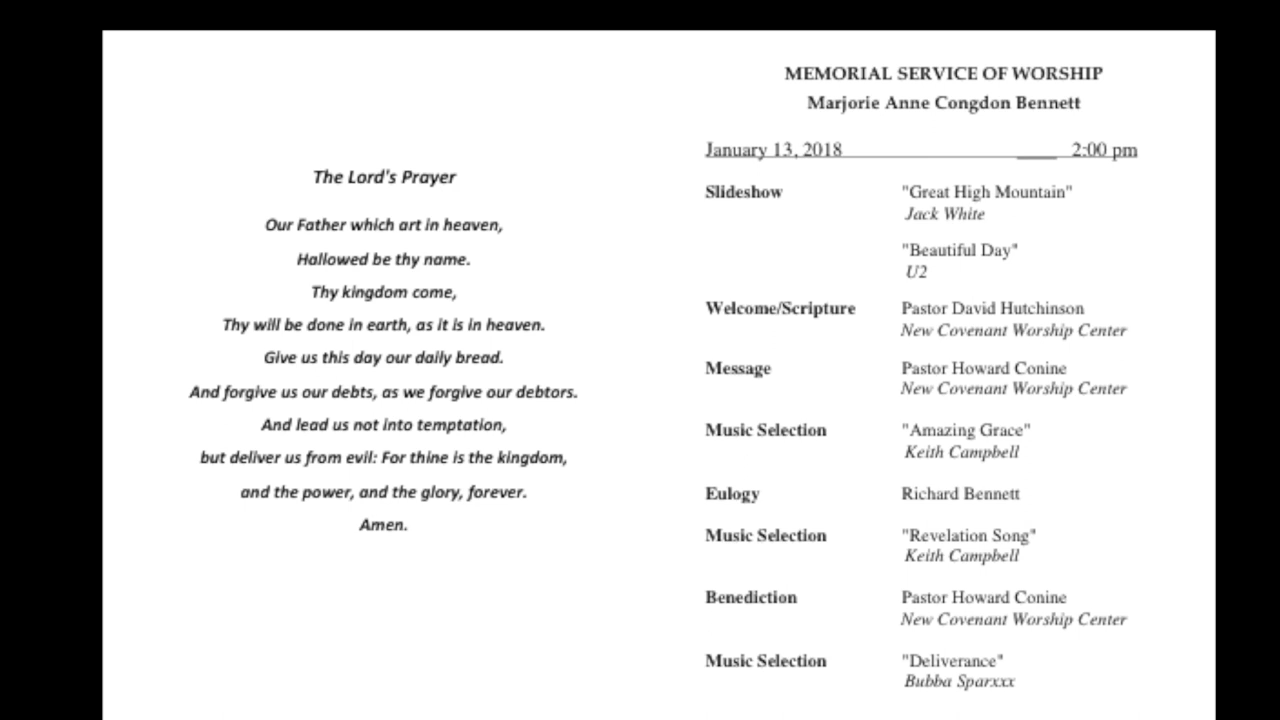 The Lord's Prayer
Our Father which art in heaven,
Hallowed be thy name.
Thy kingdom come,
Thy will be done in earth, as it is in heaven.
Give us this day our daily bread.
And forgive us our debts, as we forgive our debtors.
And lead us not into temptation,
but deliver us from evil: For thine is the kingdom,
and the power, and the glory, forever.
Amen.
MEMORIAL SERVICE OF WORSHIP
Marjorie Anne Congdon Bennett
January 13, 2018 2:00 pm
Slideshow "Great High Mountain"
Jack White
"Beautiful Day"
U2
Welcome/Scripture Pastor David Hutchinson
New Covenant Worship Center
Message Pastor Howard Conine
New Covenant Worship Center
Music Selection "Amazing Grace"
Keith Campbell
Eulogy Richard Bennett
Music Selection "Revelation Song"
Keith Campbell
Benediction Pastor Howard Conine
New Covenant Worship Center
Music Selection "Deliverance"
Bubba Sparxxx